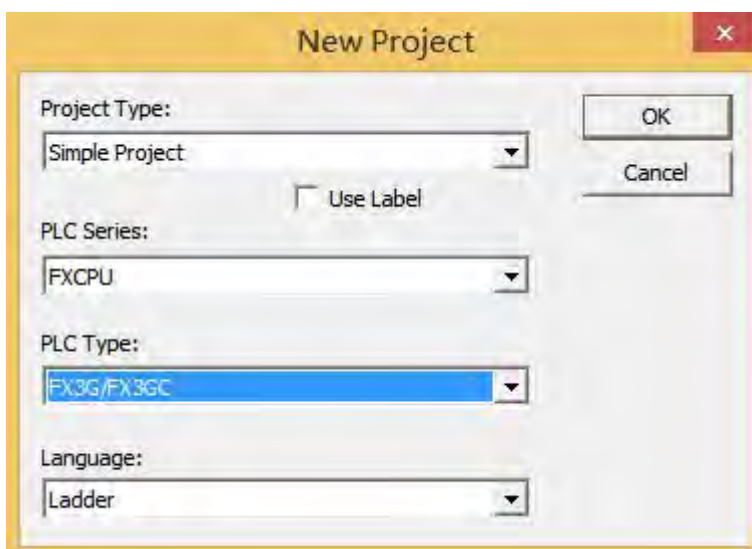 New Project
Project Type:
OK
Simple Project
Cancel
Use Label
PLC Series:
FXCPU
PLC Type:
FX3G/FX3GC
Language:
Ladder